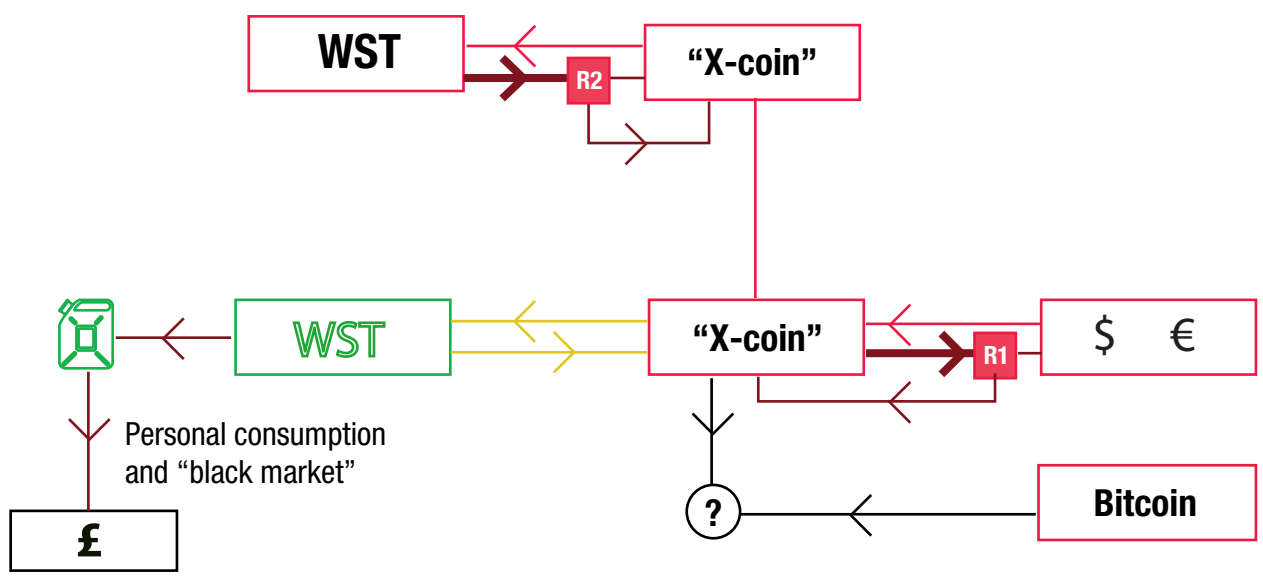 WST
R2
“X-coin”
WST
“X-coin”
R1
$ €
Personal consumption
and “black market”
£
?
Bitcoin